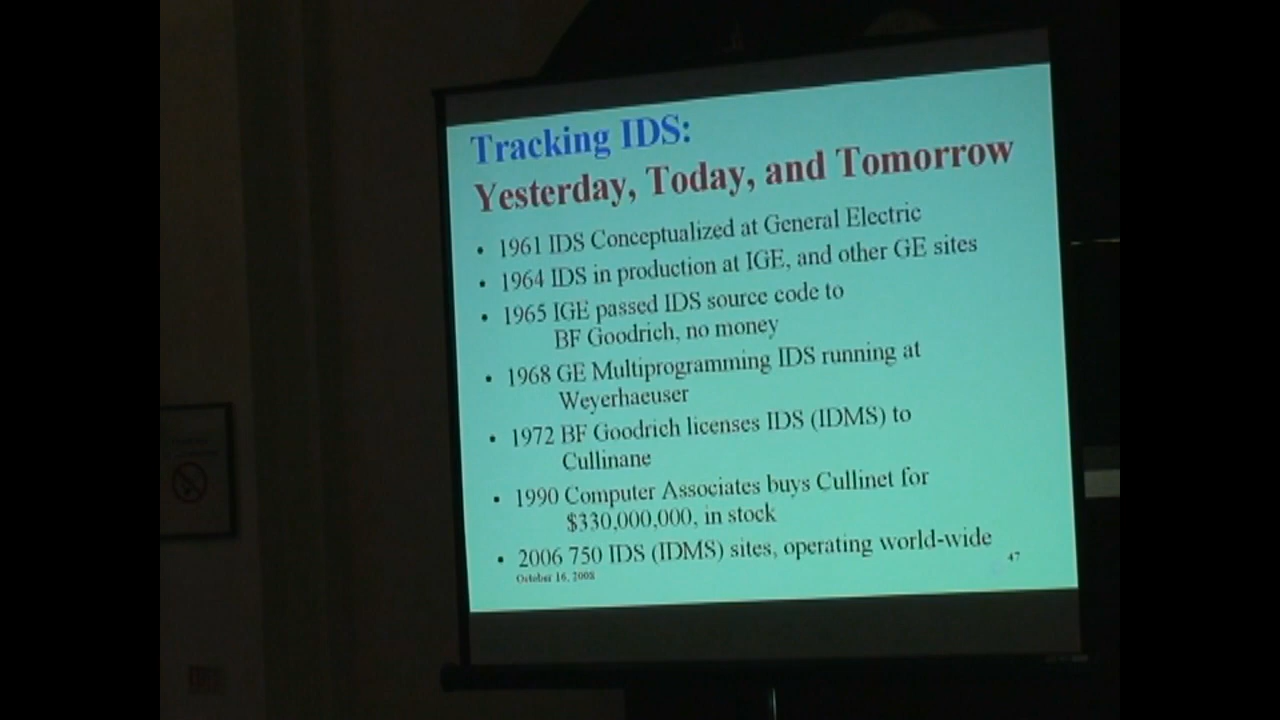 Tracking IDS:
Yesterday, Today, and Tomorrow
• 1961 IDS Conceptualized at General Electric
• 1964 IDS in production at IGE, and other GE sites
• 1965 IGE passed IDS source code to
BF Goodrich, no money
• 1968 GE Multiprogramming IDS running at
Weyerhaeuser
• 1972 BF Goodrich licenses IDS (IDMS) to
Cullinane
• 1990 Computer Associates buys Cullinet for
$330,000,000, in stock
• 2006 750 IDS (IDMS) sites, operating world-wide
October 16, 2008
47